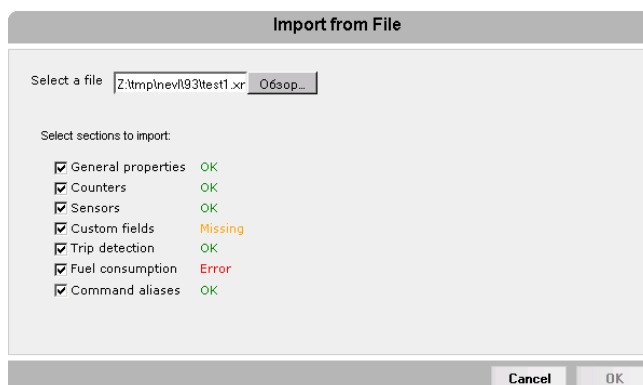 Import from File
Select a file Z:\tmp\nevl\93\test1.xr Обзор...
Select sections to import:
General properties OK
Counters OK
Sensors OK
Custom fields Missing
Trip detection OK
Fuel consumption Error
Command aliases OK
Cancel OK